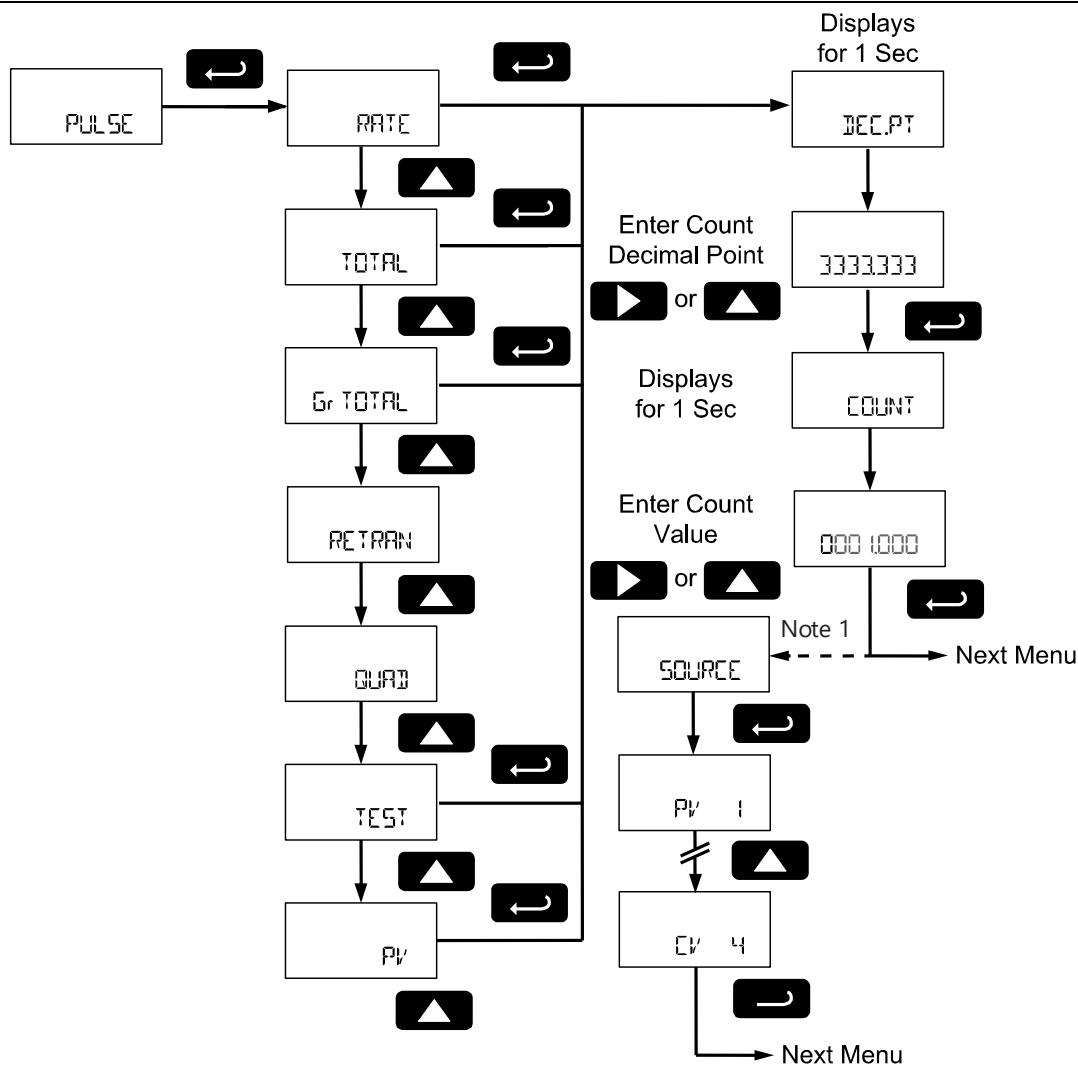 PULSE
RATE
TOTAL
Gr TOTAL
RETRAN
QUAD
TEST
PV
Displays
for 1 Sec
DEC.PT
Enter Count
Decimal Point
or
3333.333
Displays
for 1 Sec
COUNT
Enter Count
Value
or
0001.000
Note 1
Next Menu
SOURCE
PV 1
CV 4
Next Menu